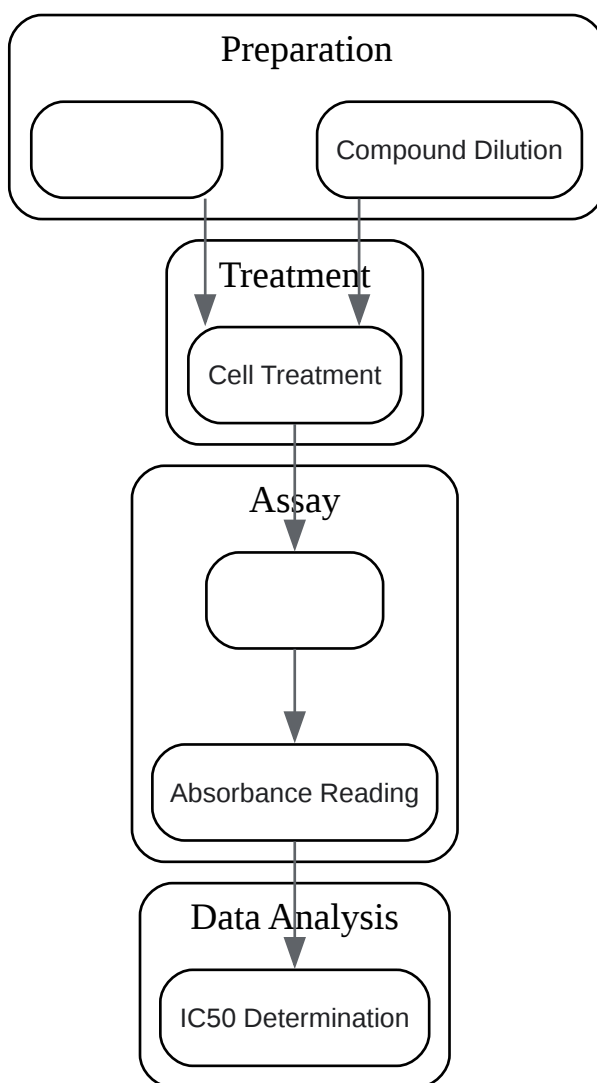 Preparation
Compound Dilution
Treatment
Cell Treatment
Assay
Absorbance Reading
Data Analysis
IC50 Determination